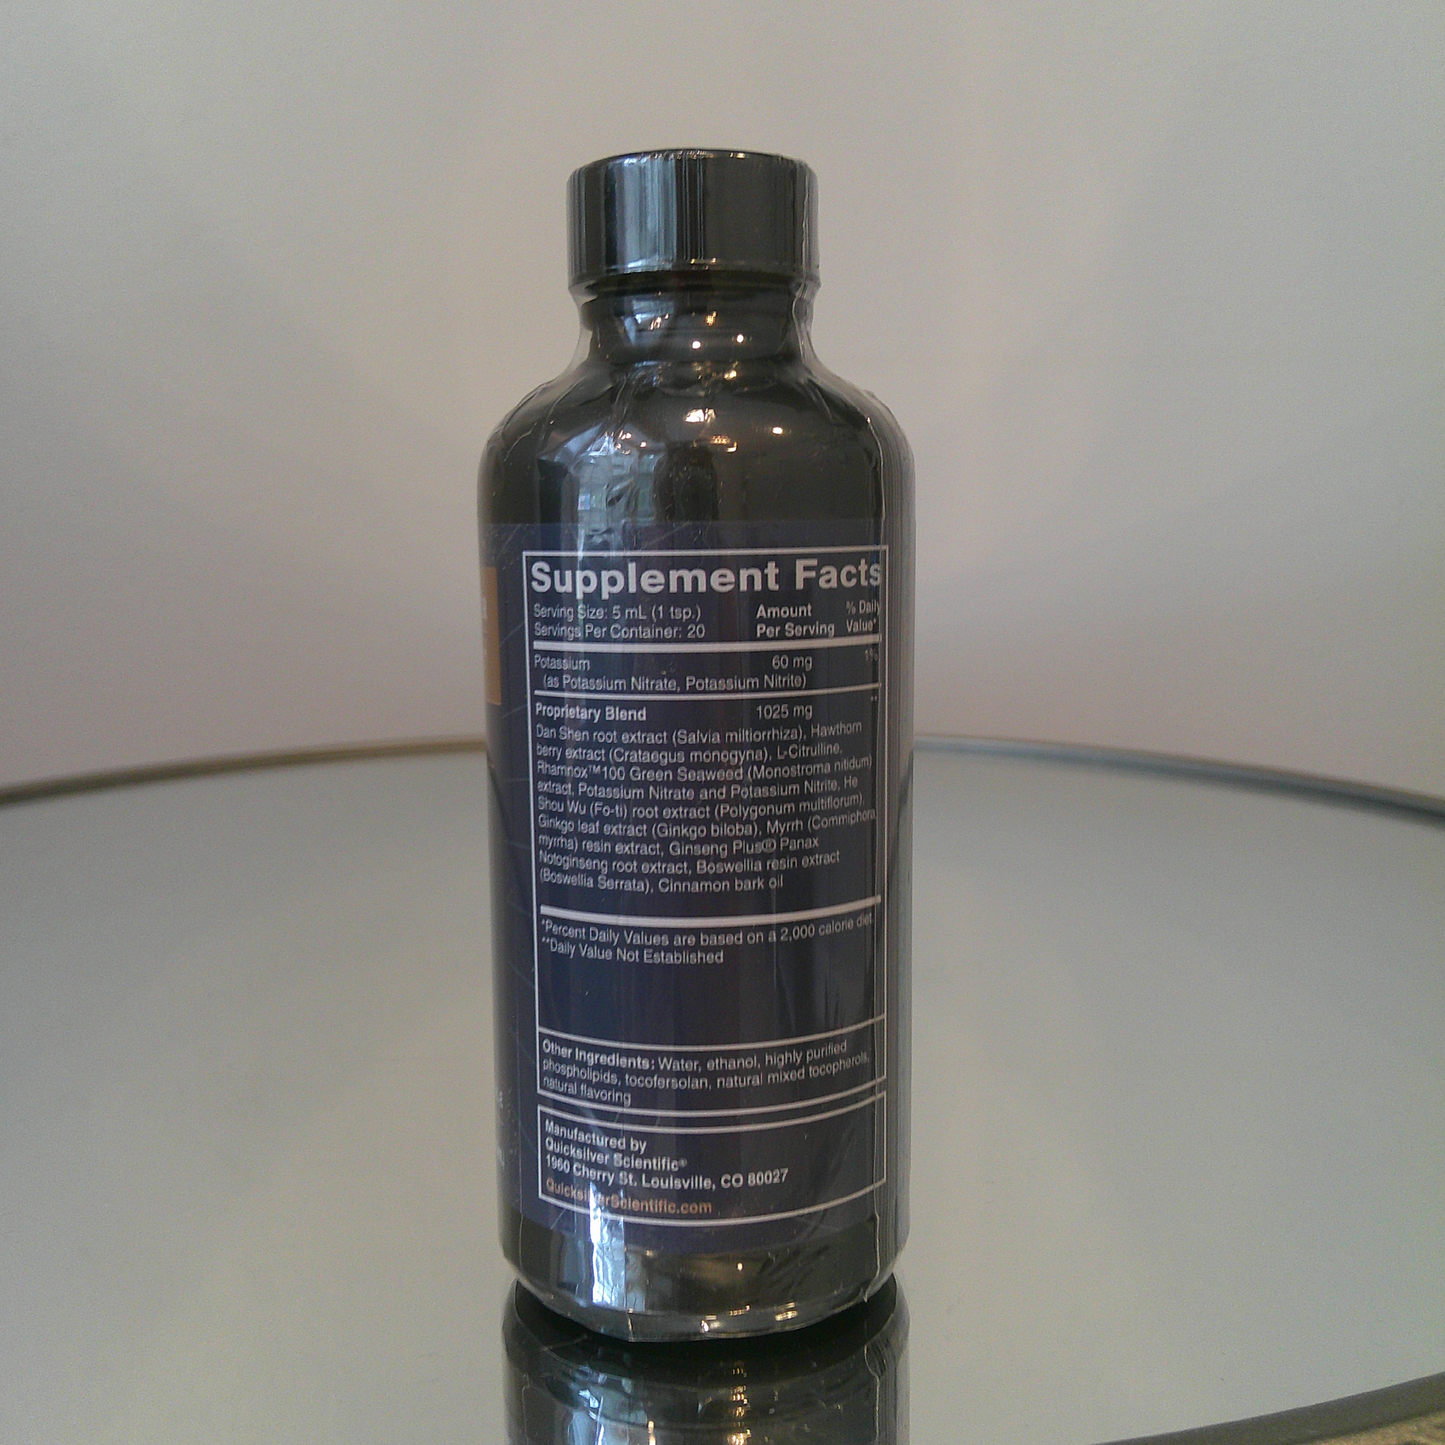 Supplement Facts
Serving Size: 5 mL (1 tsp.)
Servings Per Container: 20
Amount
Per Serving
% Daily
Value*
Potassium 60 mg 1%
(as Potassium Nitrate, Potassium Nitrite)
**
Proprietary Blend 1025 mg
Dan Shen root extract (Salvia miltiorrhiza), Hawthorn
berry extract (Crataegus monogyna), L-Citrulline,
Rhamnox™100 Green Seaweed (Monostroma nitidum)
extract, Potassium Nitrate and Potassium Nitrite, He
Shou Wu (Fo-ti) root extract (Polygonum multiflorum),
Ginkgo leaf extract (Ginkgo biloba), Myrrh (Commiphora
myrrha) resin extract, Ginseng Plus® Panax
Notoginseng root extract, Boswellia resin extract
(Boswellia Serrata), Cinnamon bark oil
*Percent Daily Values are based on a 2,000 calorie diet.
**Daily Value Not Established
Other Ingredients: Water, ethanol, highly purified
phospholipids, tocofersolan, natural mixed tocopherols,
natural flavoring
Manufactured by
Quicksilver Scientific®
1960 Cherry St. Louisville, CO 80027
QuicksilverScientific.com